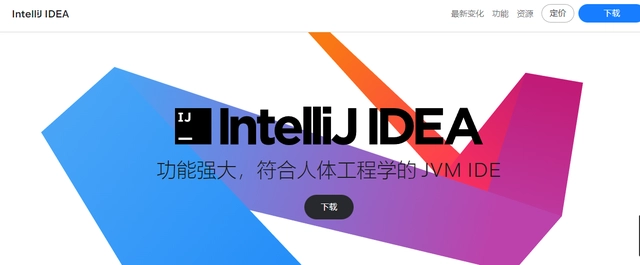 IntelliJ IDEA
最新变化 功能 资源 定价 下载
IJ
IntelliJ IDEA
功能强大，符合人体工程学的 JVM IDE
下载